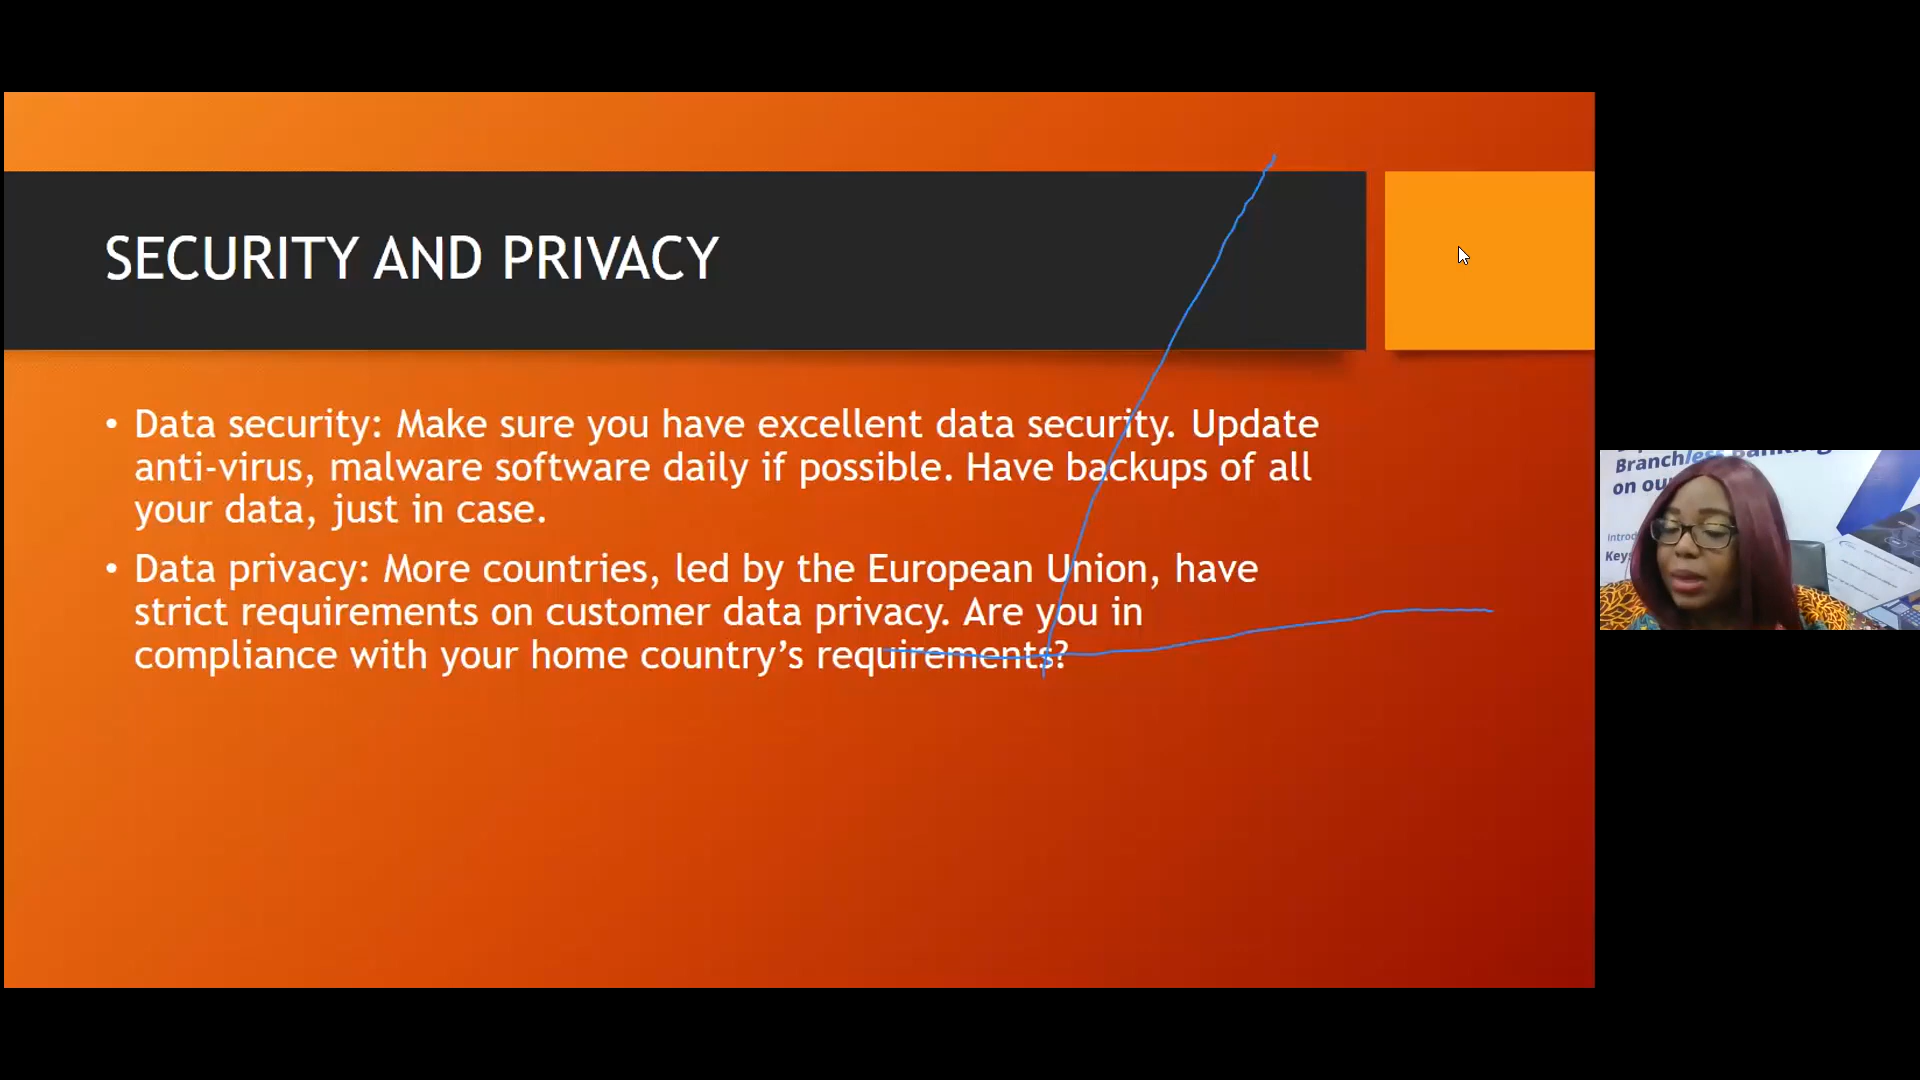 SECURITY AND PRIVACY
• Data security: Make sure you have excellent data security. Update
anti-virus, malware software daily if possible. Have backups of all
your data, just in case.
• Data privacy: More countries, led by the European Union, have
strict requirements on customer data privacy. Are you in
compliance with your home country’s requirements?
Branchless Banking
on ou